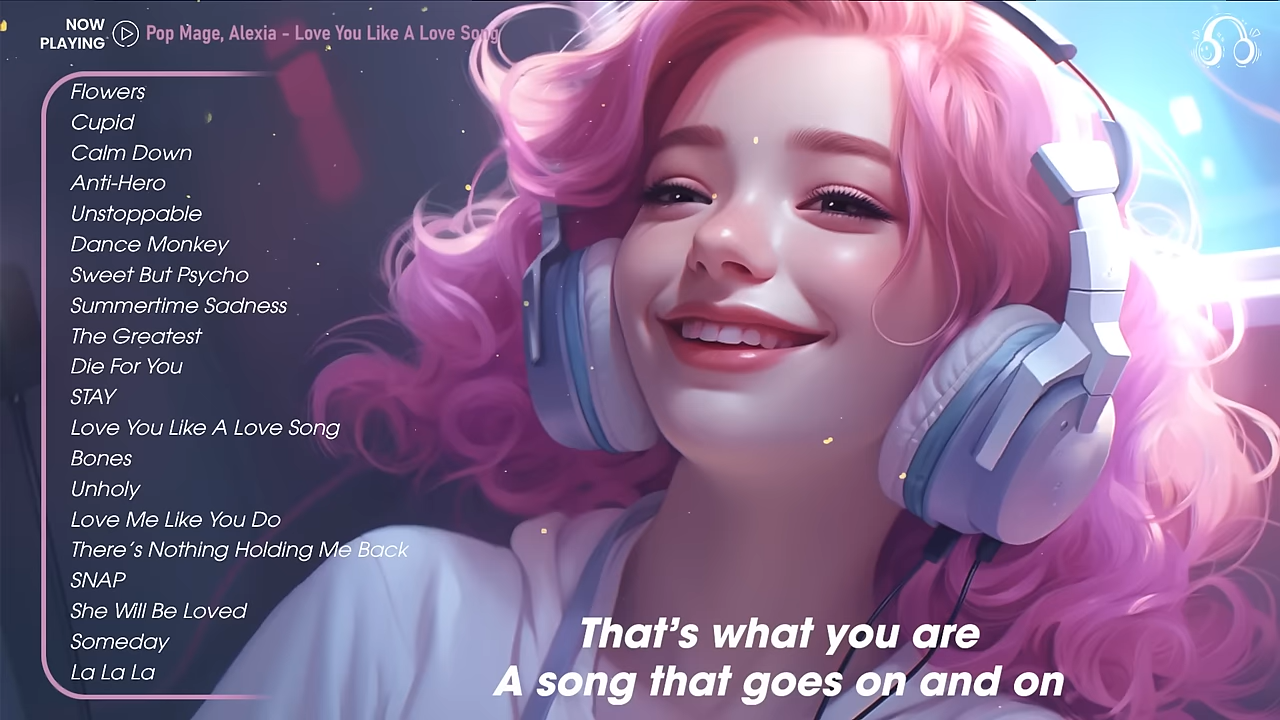 NOW
PLAYING
Pop Mage, Alexia - Love You Like A Love Song
Flowers
Cupid
Calm Down
Anti-Hero
Unstoppable
Dance Monkey
Sweet But Psycho
Summertime Sadness
The Greatest
Die For You
STAY
Love You Like A Love Song
Bones
Unholy
Love Me Like You Do
There's Nothing Holding Me Back
SNAP
She Will Be Loved
Someday
La La La
That's what you are
A song that goes on and on